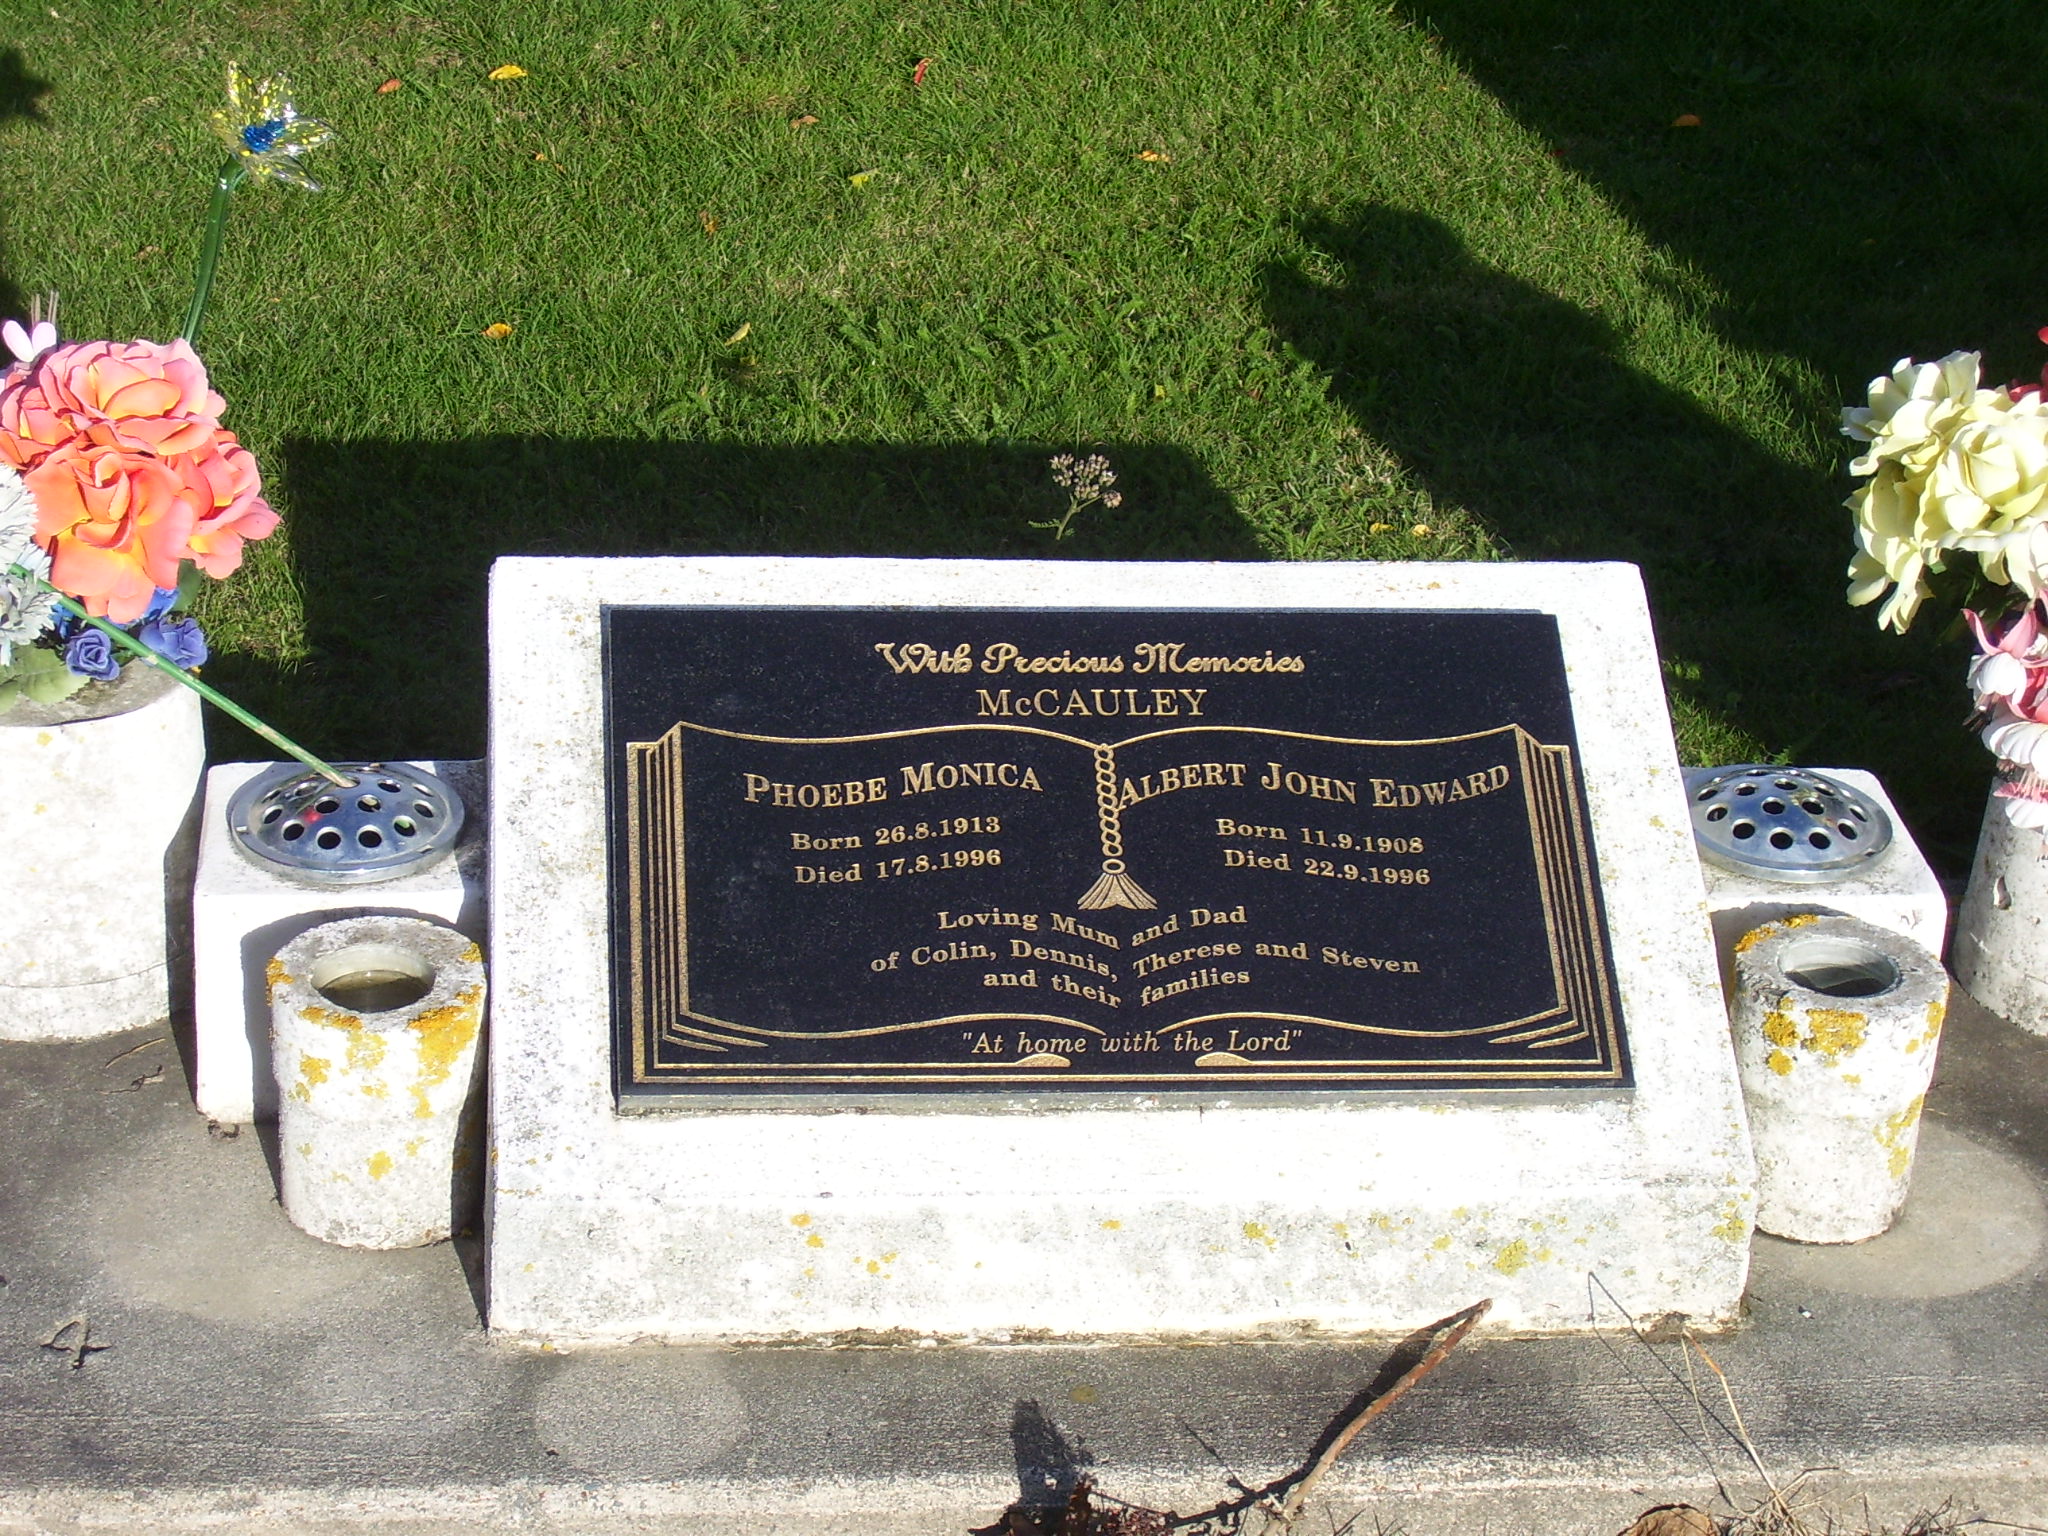 With Precious Memories
McCAULEY
PHOEBE MONICA
Born 26.8.1913
Died 17.8.1996
ALBERT JOHN EDWARD
Born 11.9.1908
Died 22.9.1996
Loving Mum and Dad
of Colin, Dennis, Therese and Steven
and their families
"At home with the Lord"